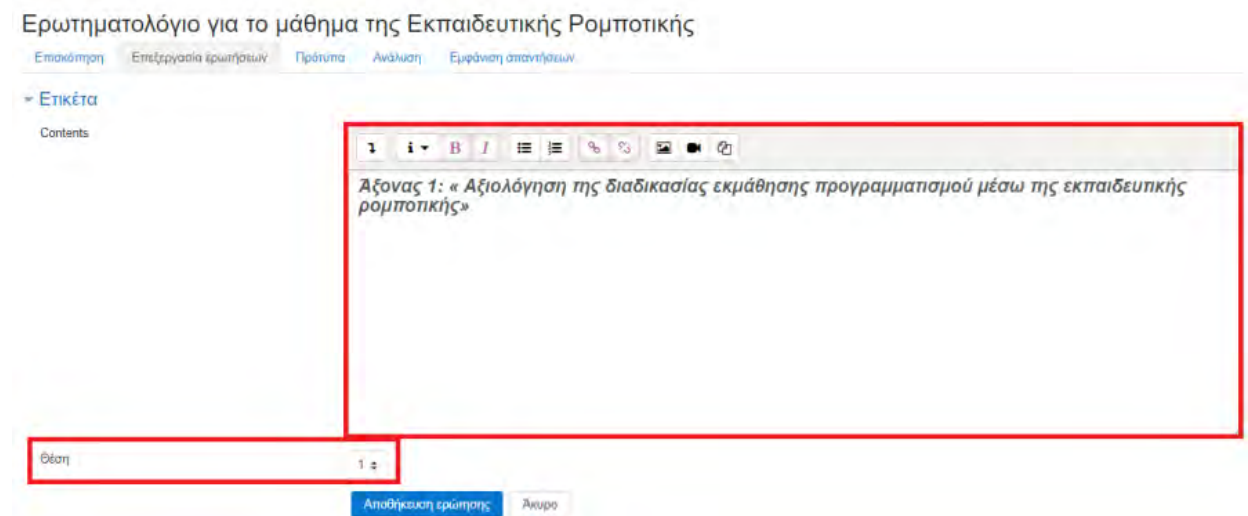 Ερωτηματολόγιο για το μάθημα της Εκπαιδευτικής Ρομποτικής
Επισκόπηση Επεξεργασία ερωτήσεων Πρότυπα Ανάλυση Εμφάνιση απαντήσεων
Ετικέτα
Contents
Άξονας 1: « Αξιολόγηση της διαδικασίας εκμάθησης προγραμματισμού μέσω της εκπαιδευτικής
ρομποτικής»
Θέση
1
Αποθήκευση ερώτησης Άκυρο